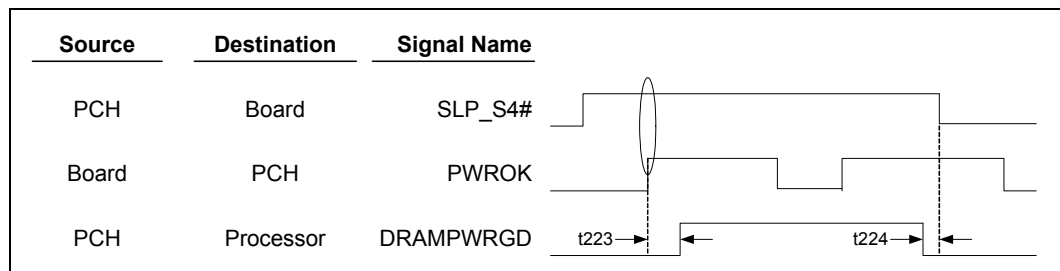 Source Destination Signal Name
PCH Board SLP_S4#
Board PCH PWROK
PCH Processor DRAMPWRGD t223 t224